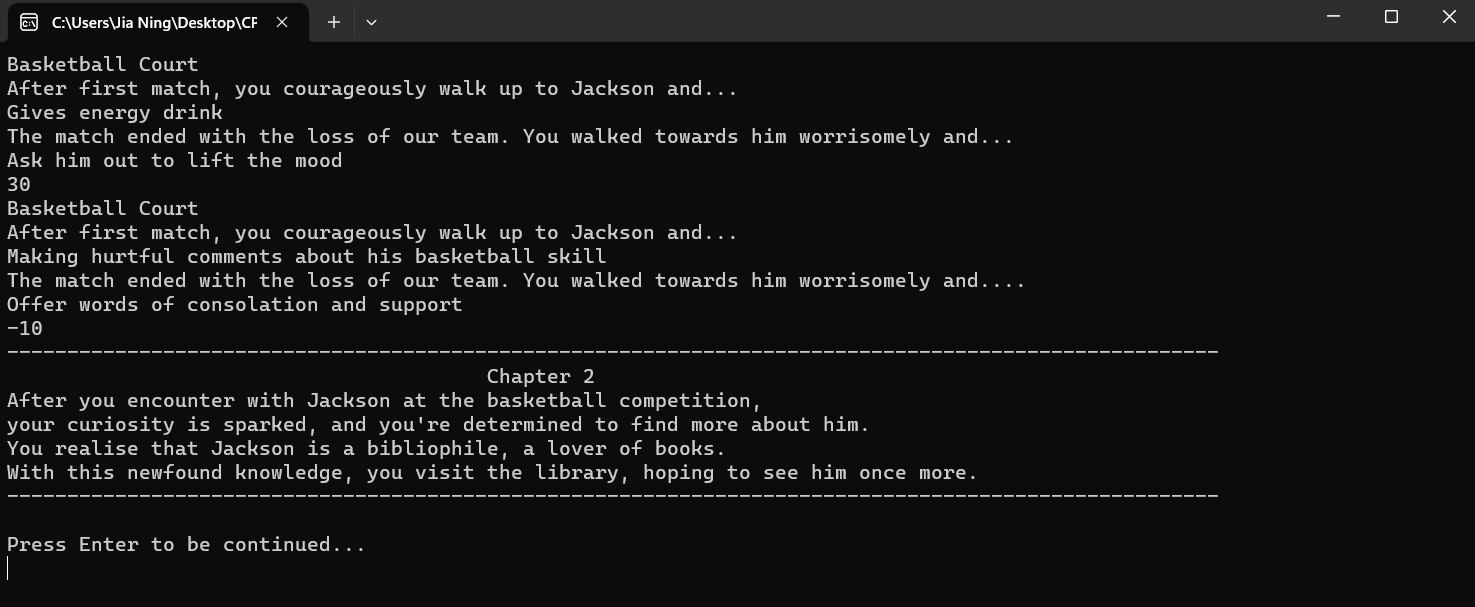 C:\Users\Jia Ning\Desktop\CF
Basketball Court
After first match, you courageously walk up to Jackson and...
Gives energy drink
The match ended with the loss of our team. You walked towards him worrisomely and...
Ask him out to lift the mood
30
Basketball Court
After first match, you courageously walk up to Jackson and...
Making hurtful comments about his basketball skill
The match ended with the loss of our team. You walked towards him worrisomely and....
Offer words of consolation and support
-10
-----------------------------------------------------------------------------------------------------
Chapter 2
After you encounter with Jackson at the basketball competition,
your curiosity is sparked, and you're determined to find more about him.
You realise that Jackson is a bibliophile, a lover of books.
With this newfound knowledge, you visit the library, hoping to see him once more.
-----------------------------------------------------------------------------------------------------
Press Enter to be continued...